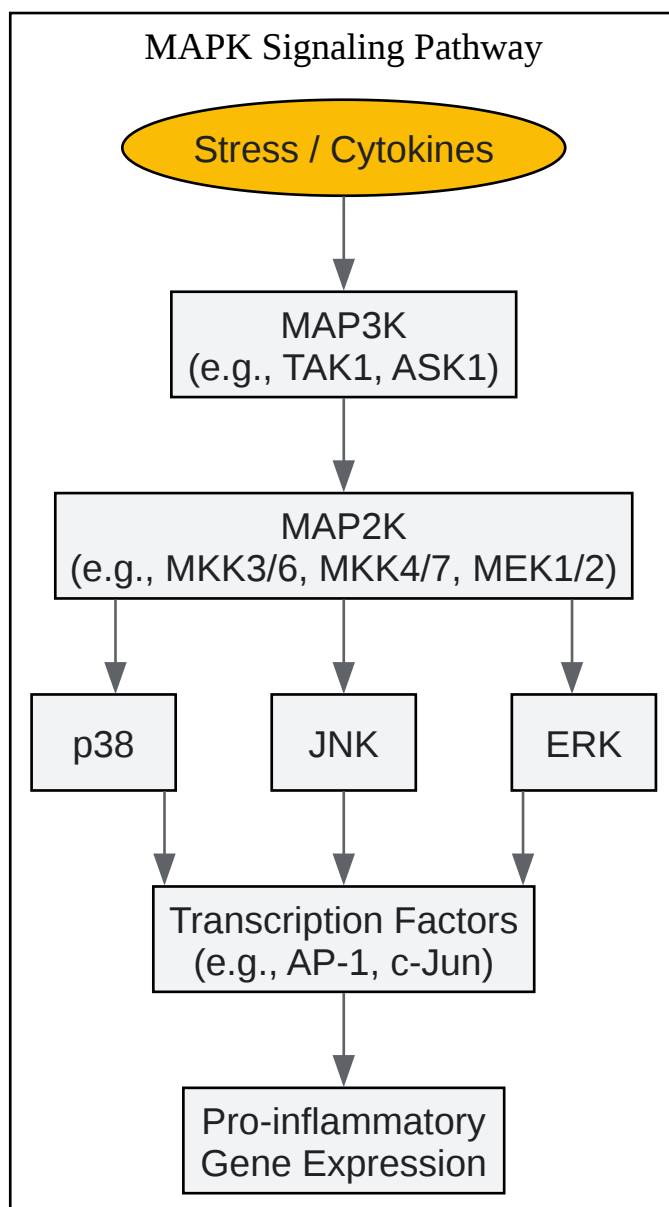 MAPK Signaling Pathway
Stress / Cytokines
MAP3K
(e.g., TAK1, ASK1)
MAP2K
(e.g., MKK3/6, MKK4/7, MEK1/2)
p38
JNK
ERK
Transcription Factors
(e.g., AP-1, c-Jun)
Pro-inflammatory
Gene Expression